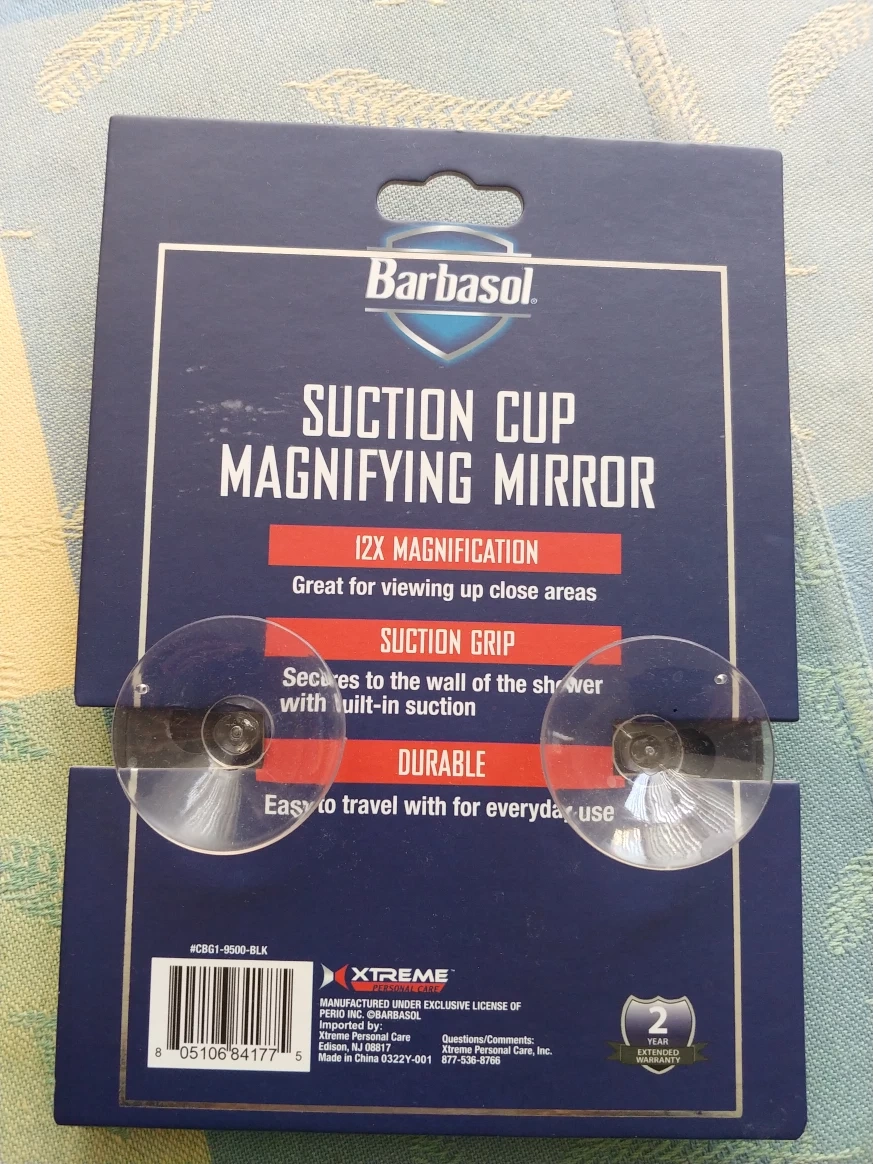 Barbasol®
SUCTION CUP
MAGNIFYING MIRROR
12X MAGNIFICATION
Great for viewing up close areas
SUCTION GRIP
Secures to the wall of the shower
with built-in suction
DURABLE
Easy to travel with for everyday use
#CBG1-9500-BLK
8 05106 84177 5
XTREME™
PERSONAL CARE
MANUFACTURED UNDER EXCLUSIVE LICENSE OF
PERIO INC. ©BARBASOL
Imported by:
Xtreme Personal Care
Edison, NJ 08817
Made in China 0322Y-001
Questions/Comments:
Xtreme Personal Care, Inc.
877-536-8766
2
YEAR
EXTENDED
WARRANTY